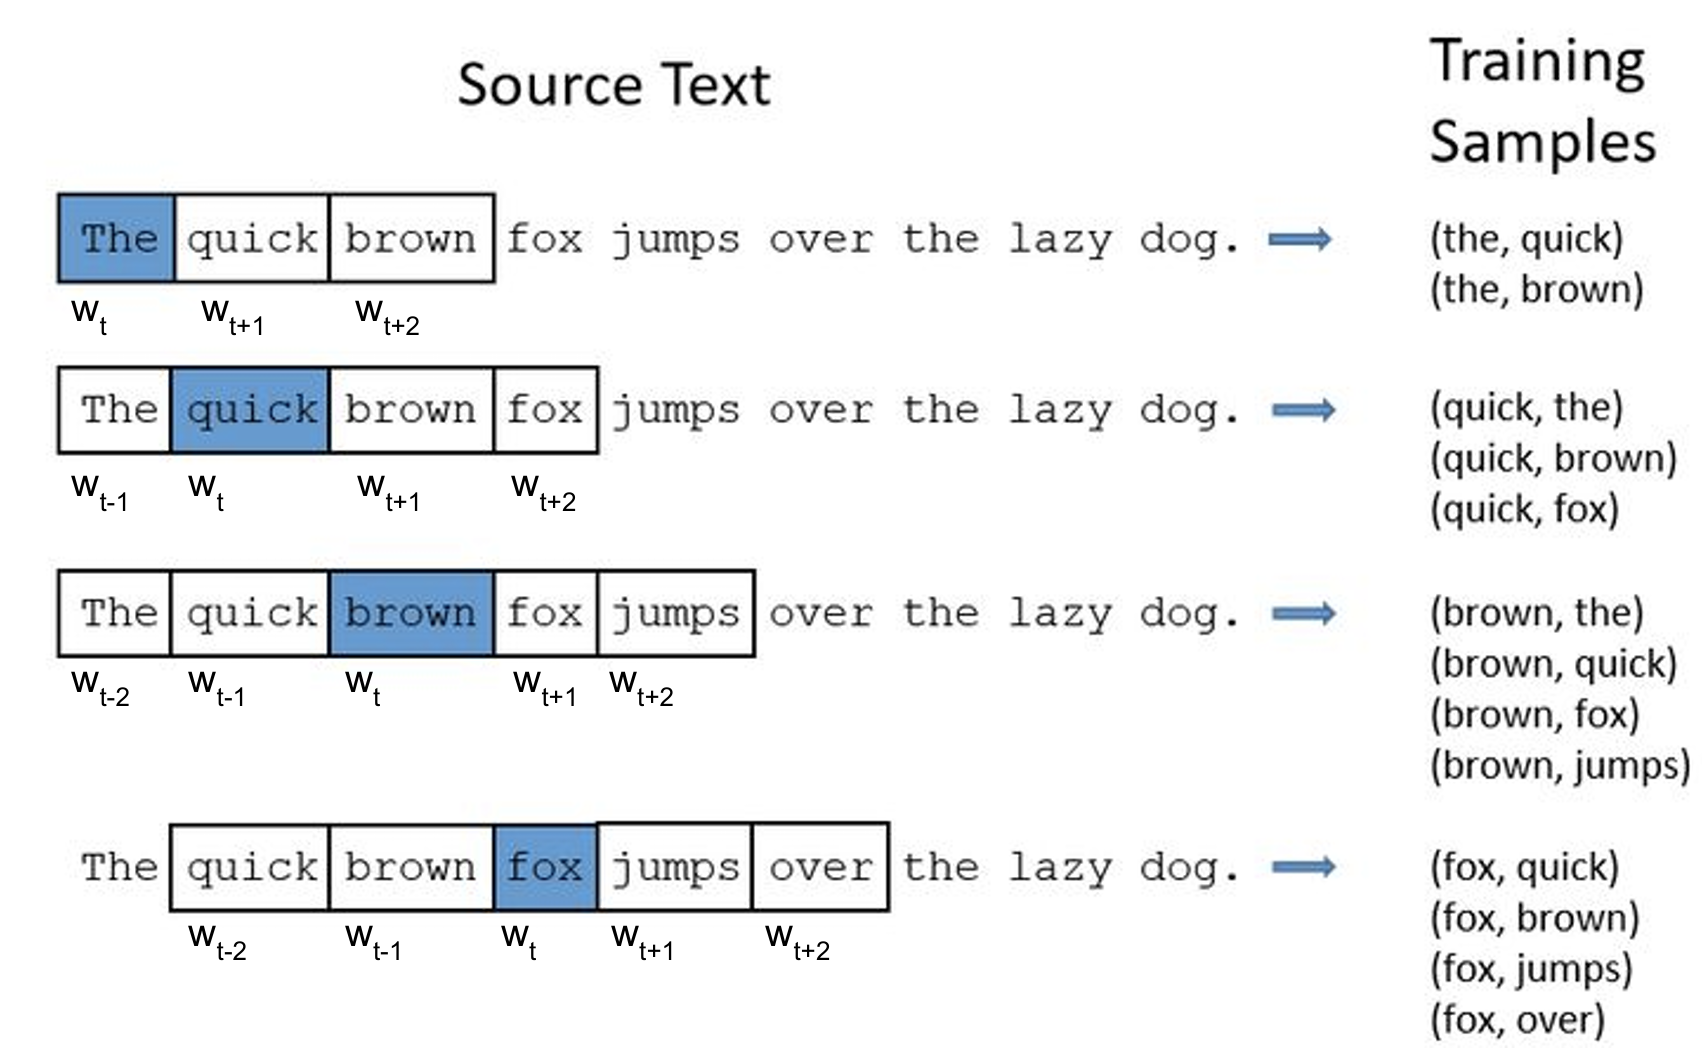 Source Text
Training
Samples
The quick brown fox jumps over the lazy dog.
(the, quick)
(the, brown)
wt wt+1 wt+2
The quick brown fox jumps over the lazy dog.
(quick, the)
(quick, brown)
(quick, fox)
wt-1 wt wt+1 wt+2
The quick brown fox jumps over the lazy dog.
(brown, the)
(brown, quick)
(brown, fox)
(brown, jumps)
wt-2 wt-1 wt wt+1 wt+2
The quick brown fox jumps over the lazy dog.
(fox, quick)
(fox, brown)
(fox, jumps)
(fox, over)
wt-2 wt-1 wt wt+1 wt+2